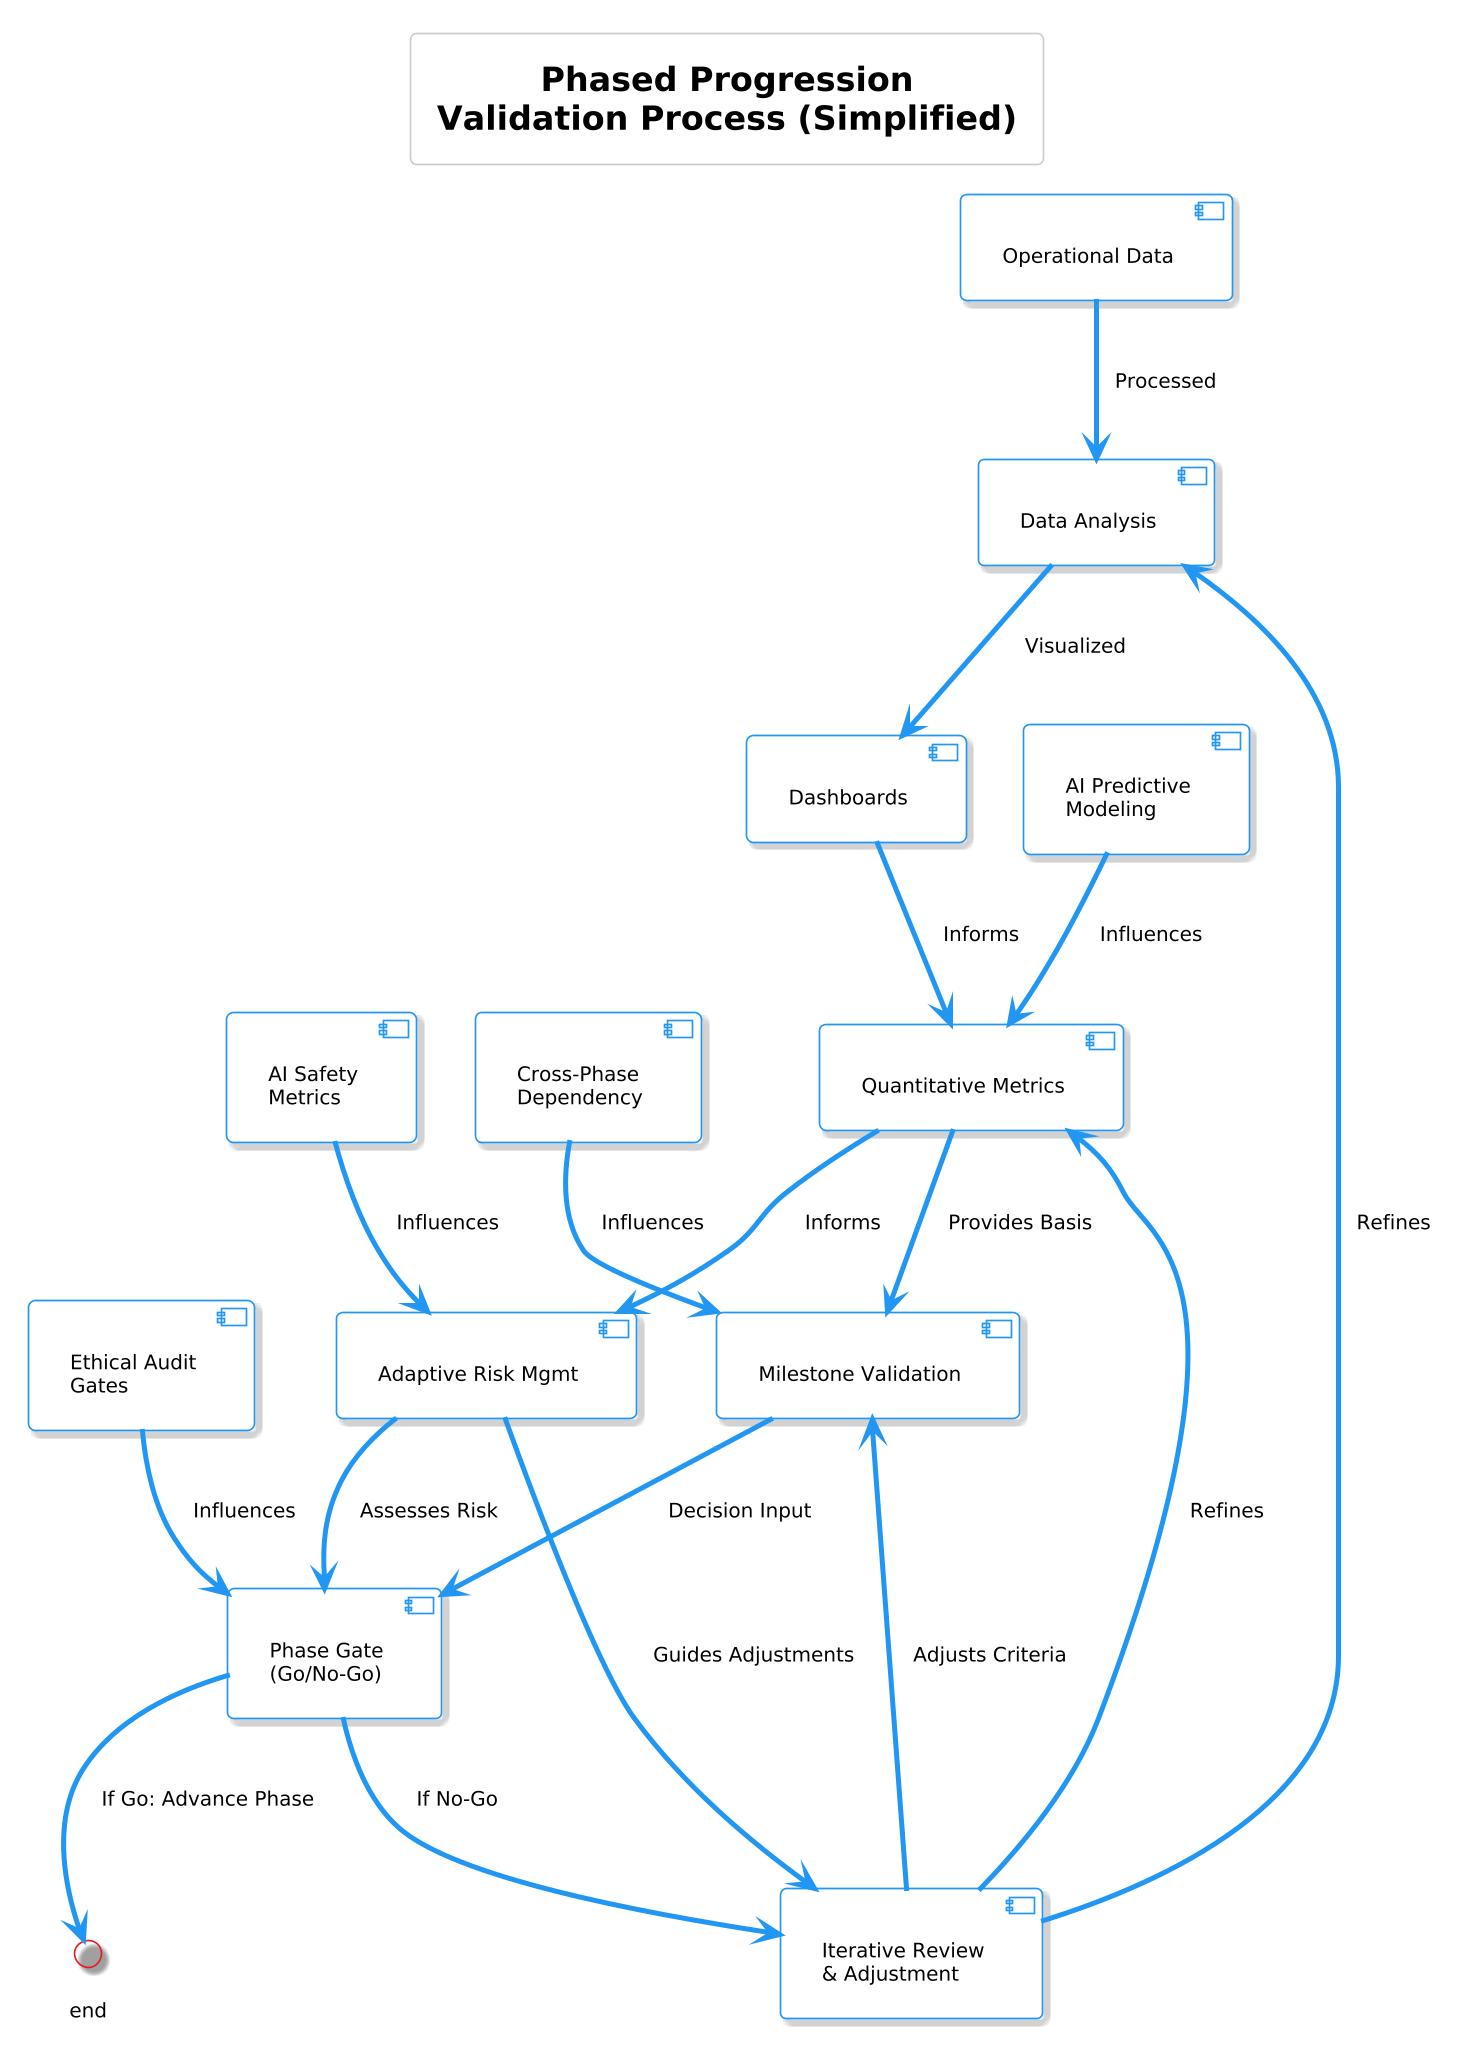 Phased Progression
Validation Process (Simplified)
Operational Data
Processed
Data Analysis
Visualized
Dashboards
AI Predictive
Modeling
Informs
Influences
AI Safety
Metrics
Cross-Phase
Dependency
Quantitative Metrics
Influences
Influences
Informs
Provides Basis
Refines
Ethical Audit
Gates
Adaptive Risk Mgmt
Milestone Validation
Influences
Assesses Risk
Decision Input
Refines
Phase Gate
(Go/No-Go)
Guides Adjustments
Adjusts Criteria
If Go: Advance Phase
If No-Go
Iterative Review
& Adjustment
end